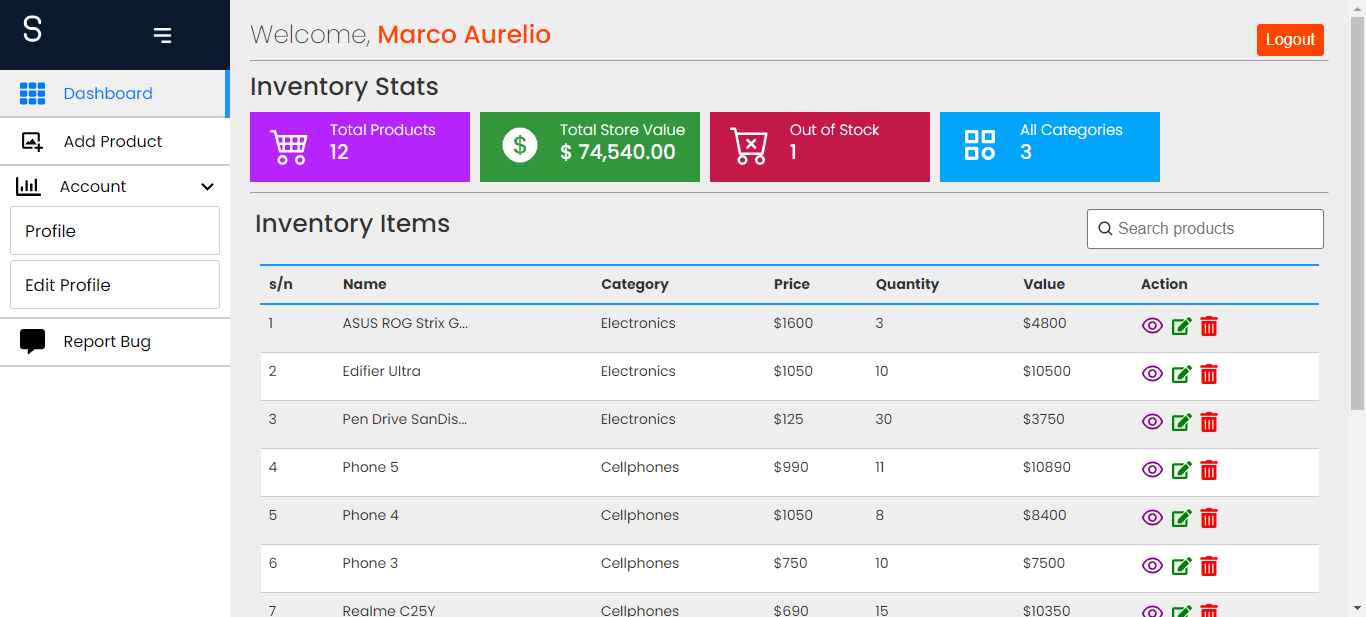 S
Welcome, Marco Aurelio
Logout
Dashboard
Add Product
Account
Profile
Edit Profile
Report Bug
Inventory Stats
Total Products
12
$
Total Store Value
$ 74,540.00
Out of Stock
1
All Categories
3
Inventory Items
Search products
s/n Name Category Price Quantity Value Action
1 ASUS ROG Strix G... Electronics $1600 3 $4800
2 Edifier Ultra Electronics $1050 10 $10500
3 Pen Drive SanDis... Electronics $125 30 $3750
4 Phone 5 Cellphones $990 11 $10890
5 Phone 4 Cellphones $1050 8 $8400
6 Phone 3 Cellphones $750 10 $7500
7 Realme C25Y Cellphones $690 15 $10350